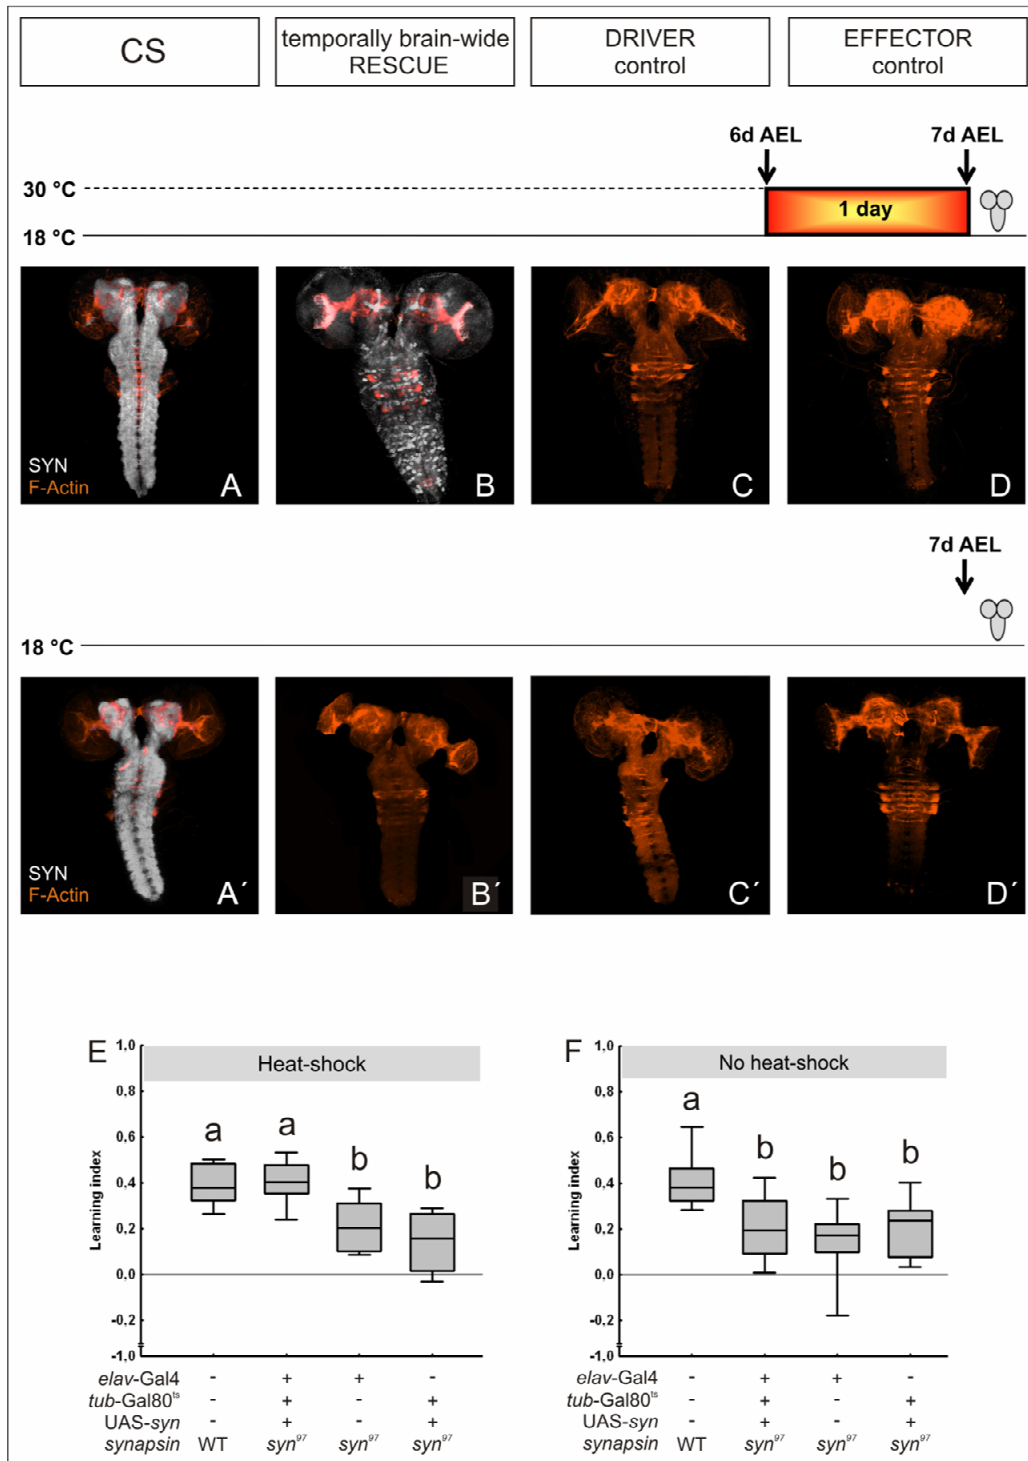 CS
temporally brain-wide
RESCUE
DRIVER
control
EFFECTOR
control
6d AEL
7d AEL
30 °C
1 day
18 °C
SYN
F-Actin
A
B
C
D
7d AEL
18 °C
SYN
F-Actin
A´
B´
C´
D´
E
1,0
Heat-shock
0,8
0,6
0,4
0,2
0,0
-0,2
-1,0
Learning index
a
a
b
b
elav-Gal4 - + + -
tub-Gal80ts - + - +
UAS-syn - + - +
synapsin WT syn97 syn97 syn97
F
1,0
No heat-shock
0,8
0,6
0,4
0,2
0,0
-0,2
-1,0
Learning index
a
b
b
b
elav-Gal4 - + + -
tub-Gal80ts - + - +
UAS-syn - + - +
synapsin WT syn97 syn97 syn97